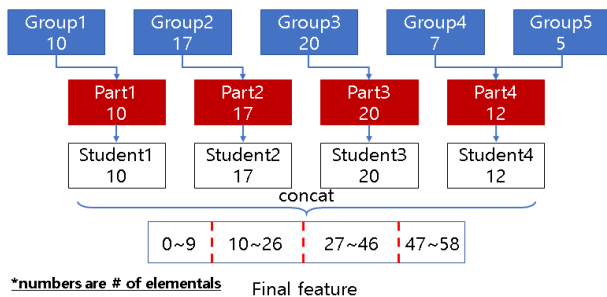 Group1 Group2 Group3 Group4 Group5
10 17 20 7 5
Part1 Part2 Part3 Part4
10 17 20 12
Student1 Student2 Student3 Student4
10 17 20 12
concat
0~9 10~26 27~46 47~58
*numbers are # of elementals
Final feature